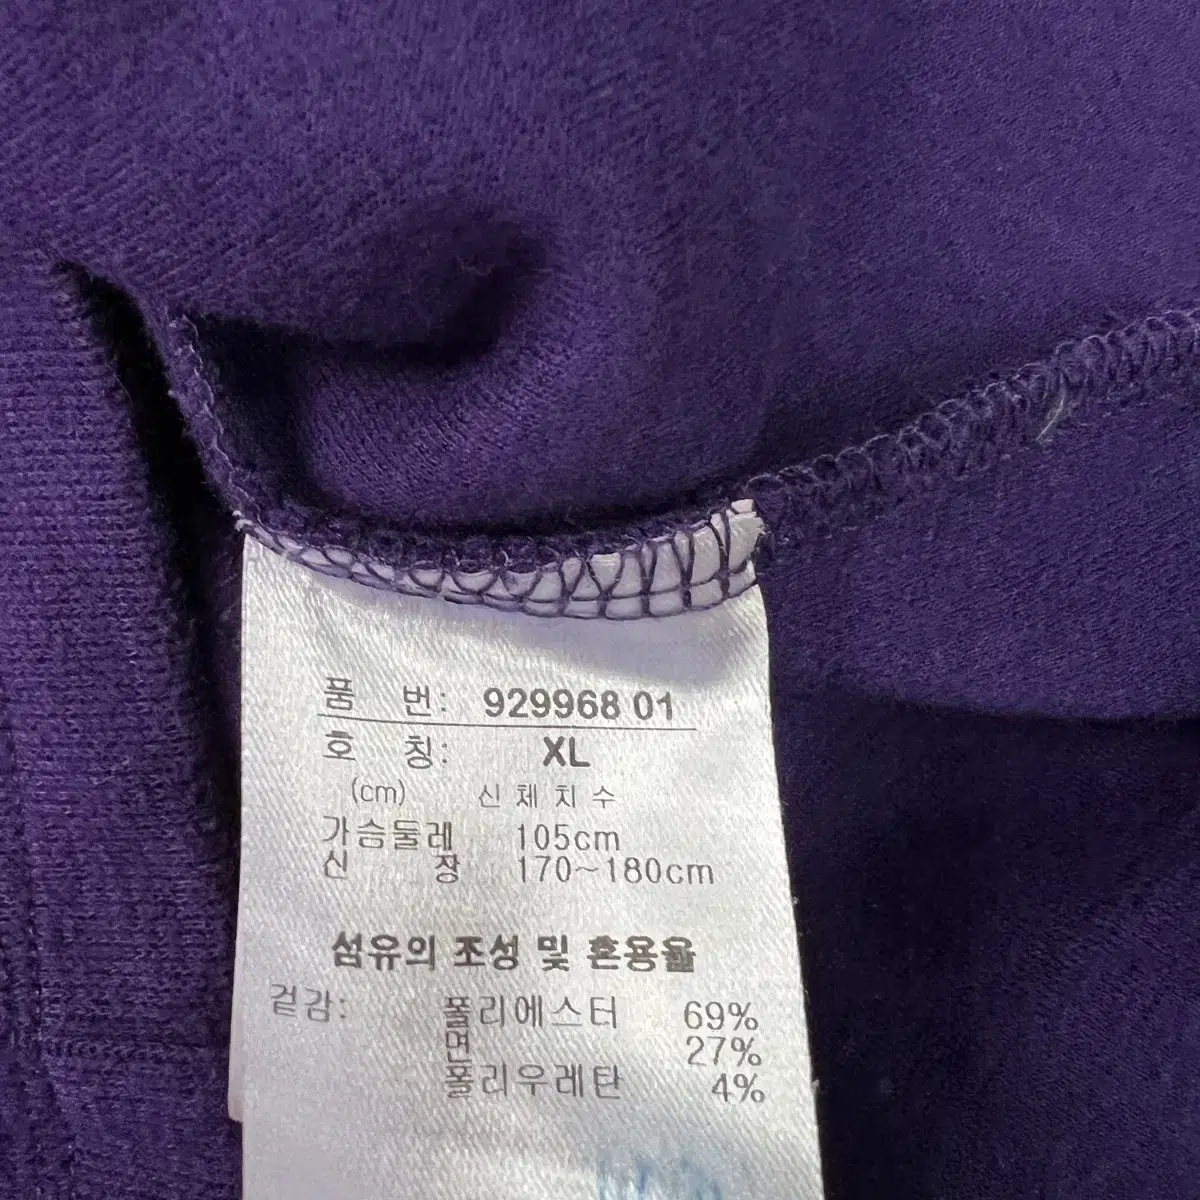 품 번: 929968 01
호 칭: XL
(cm) 신체치수
가슴둘레 105cm
신 장 170~180cm
섬유의 조성 및 혼용율
겉감: 폴리에스터 69%
면 27%
폴리우레탄 4%